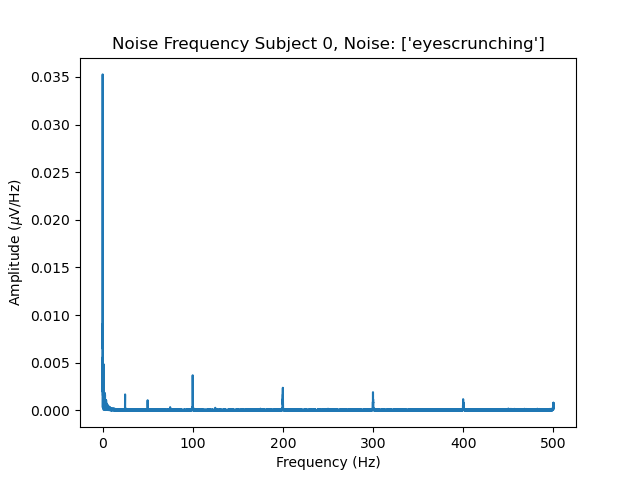 Noise Frequency Subject 0, Noise: ['eyescrunching']
Amplitude (μV/Hz)
0.035
0.030
0.025
0.020
0.015
0.010
0.005
0.000
0 100 200 300 400 500
Frequency (Hz)